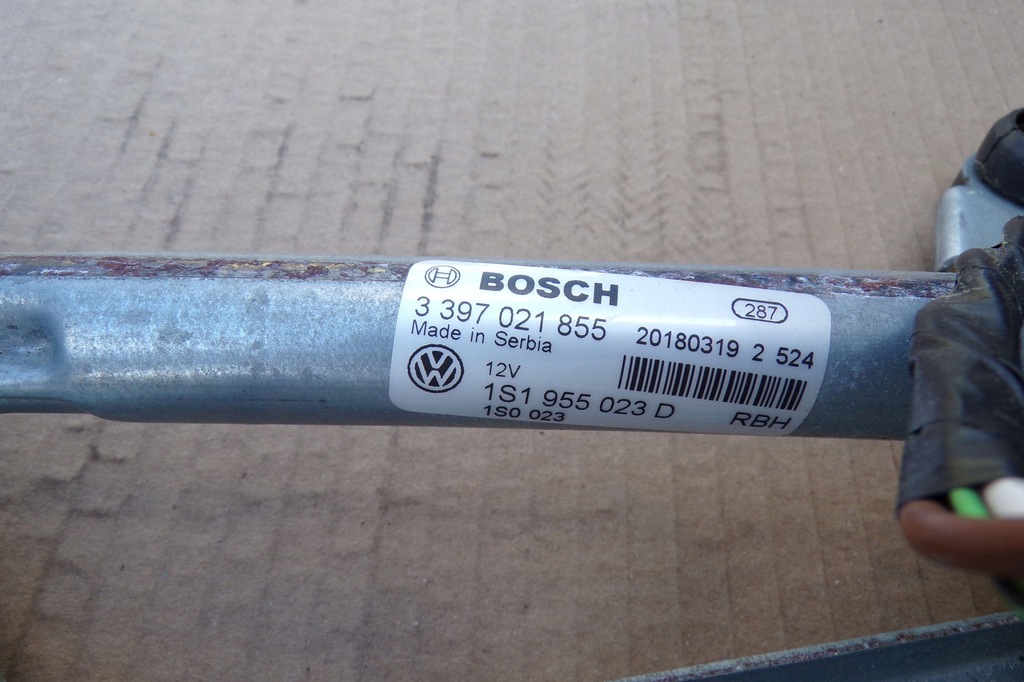 BOSCH
287
3 397 021 855
20180319 2 524
Made in Serbia
12V
1S1 955 023 D
1S0 023
RBH